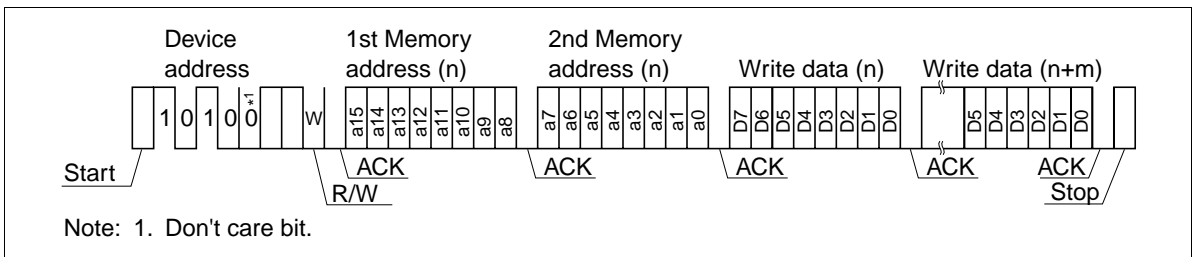 Device address
1st Memory address (n)
2nd Memory address (n)
Write data (n)
Write data (n+m)
1 0 1 0 0 *1 W
a15 a14 a13 a12 a11 a10 a9 a8
a7 a6 a5 a4 a3 a2 a1 a0
D7 D6 D5 D4 D3 D2 D1 D0
D5 D4 D3 D2 D1 D0
Start
ACK
ACK
ACK
ACK
ACK
R/W
Stop
Note: 1. Don't care bit.